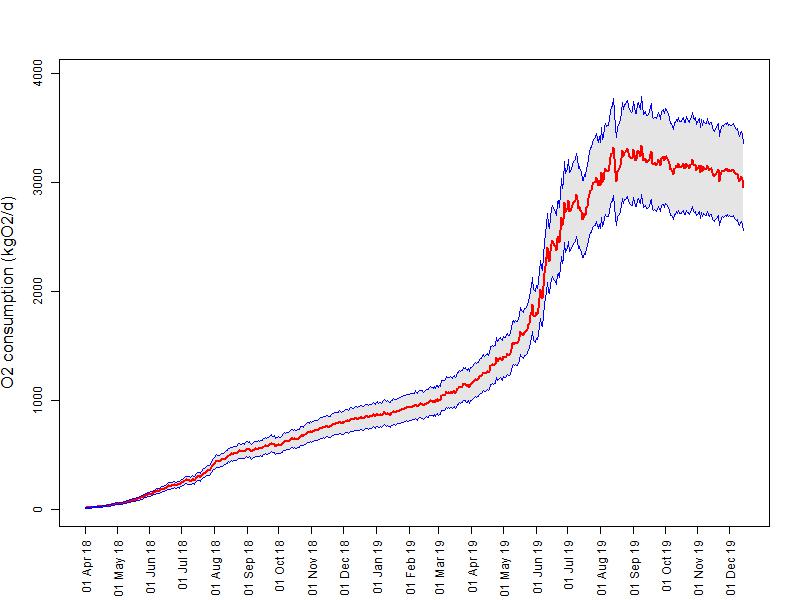 O2 consumption (kgO2/d)
4000
3000
2000
1000
0
01 Apr 18
01 May 18
01 Jun 18
01 Jul 18
01 Aug 18
01 Sep 18
01 Oct 18
01 Nov 18
01 Dec 18
01 Jan 19
01 Feb 19
01 Mar 19
01 Apr 19
01 May 19
01 Jun 19
01 Jul 19
01 Aug 19
01 Sep 19
01 Oct 19
01 Nov 19
01 Dec 19